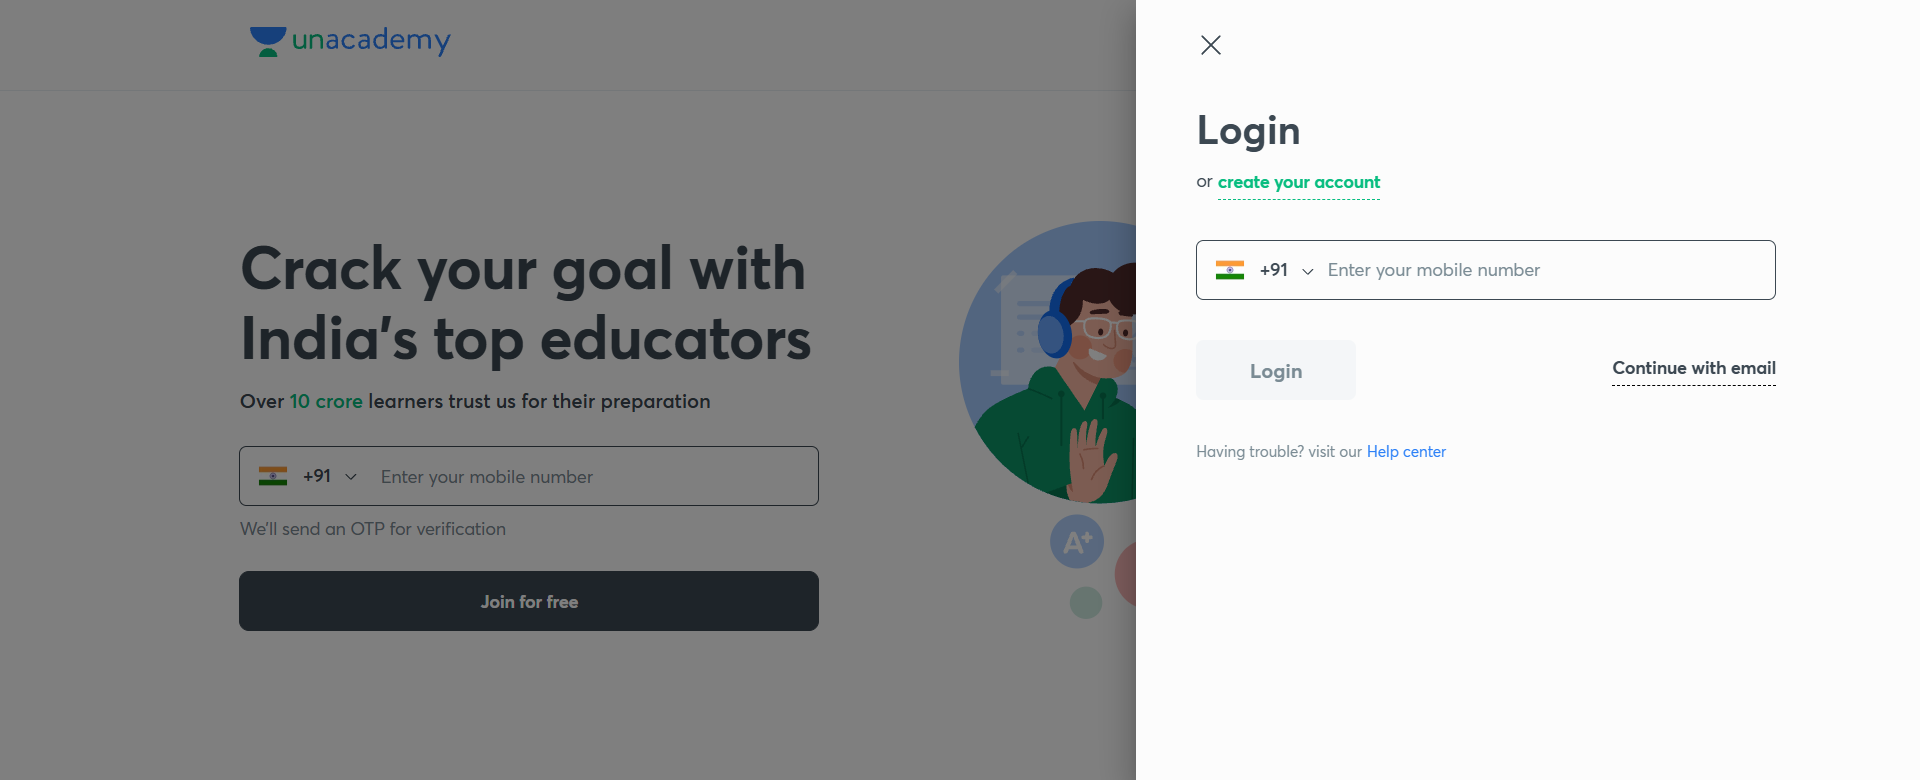 unacademy
Crack your goal with
India's top educators
Over 10 crore learners trust us for their preparation
+91 Enter your mobile number
We'll send an OTP for verification
Join for free
A+
Login
or create your account
+91 Enter your mobile number
Login
Continue with email
Having trouble? visit our Help center